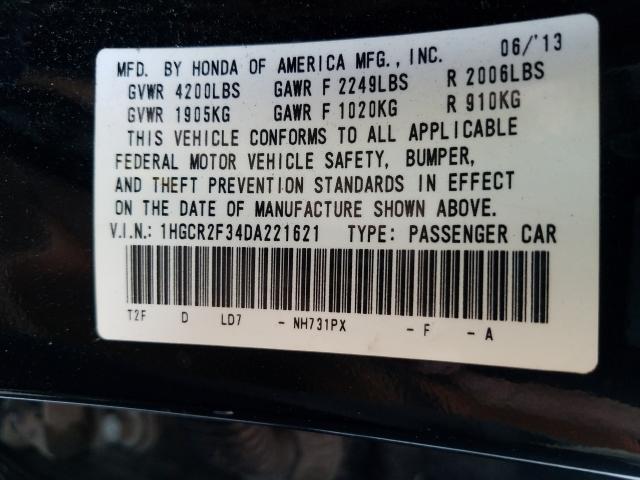 MFD. BY HONDA OF AMERICA MFG., INC. 06/'13
GVWR 4200LBS GAWR F 2249LBS R 2006LBS
GVWR 1905KG GAWR F 1020KG R 910KG
THIS VEHICLE CONFORMS TO ALL APPLICABLE
FEDERAL MOTOR VEHICLE SAFETY, BUMPER,
AND THEFT PREVENTION STANDARDS IN EFFECT
ON THE DATE OF MANUFACTURE SHOWN ABOVE.
V.I.N.: 1HGCR2F34DA221621 TYPE: PASSENGER CAR
T2F D LD7 - NH731PX - F - A